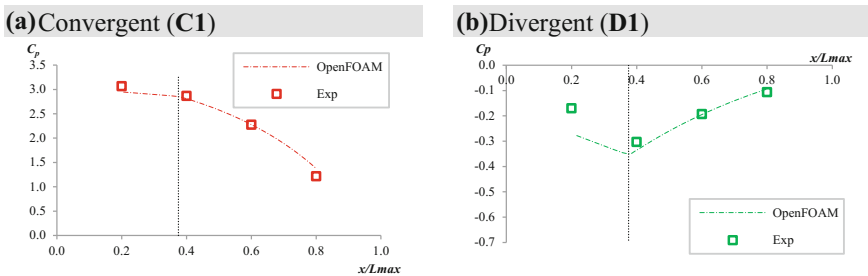 (a) Convergent (C1)
Cp
3.5
3.0
2.5
2.0
1.5
1.0
0.5
0.0
0.0 0.2 0.4 0.6 0.8 1.0
x/Lmax
OpenFOAM
Exp
(b) Divergent (D1)
Cp
x/Lmax
0.0
-0.1
-0.2
-0.3
-0.4
-0.5
-0.6
-0.7
0.0 0.2 0.4 0.6 0.8 1.0
OpenFOAM
Exp